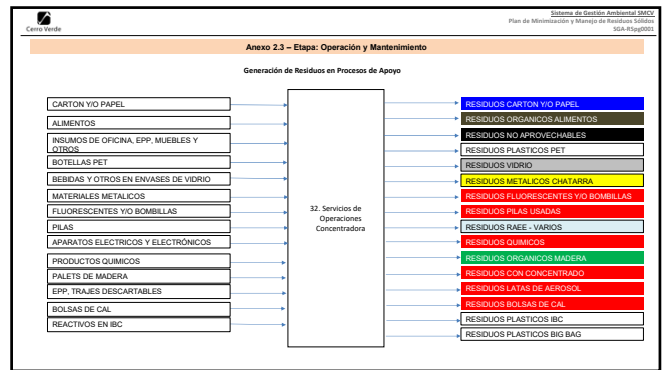 Cerro Verde
Sistema de Gestión Ambiental SMCV
Plan de Minimización y Manejo de Residuos Sólidos
SGA-RSpg0001
Anexo 2.3 – Etapa: Operación y Mantenimiento
Generación de Residuos en Procesos de Apoyo
CARTON Y/O PAPEL
ALIMENTOS
INSUMOS DE OFICINA, EPP, MUEBLES Y
OTROS
BOTELLAS PET
BEBIDAS Y OTROS EN ENVASES DE VIDRIO
MATERIALES METALICOS
FLUORESCENTES Y/O BOMBILLAS
PILAS
APARATOS ELECTRICOS Y ELECTRÓNICOS
PRODUCTOS QUIMICOS
PALETS DE MADERA
EPP, TRAJES DESCARTABLES
BOLSAS DE CAL
REACTIVOS EN IBC
32. Servicios de
Operaciones
Concentradora
RESIDUOS CARTON Y/O PAPEL
RESIDUOS ORGANICOS ALIMENTOS
RESIDUOS NO APROVECHABLES
RESIDUOS PLASTICOS PET
RESIDUOS VIDRIO
RESIDUOS METALICOS CHATARRA
RESIDUOS FLUORESCENTES Y/O BOMBILLAS
RESIDUOS PILAS USADAS
RESIDUOS RAEE - VARIOS
RESIDUOS QUIMICOS
RESIDUOS ORGANICOS MADERA
RESIDUOS CON CONCENTRADO
RESIDUOS LATAS DE AEROSOL
RESIDUOS BOLSAS DE CAL
RESIDUOS PLASTICOS IBC
RESIDUOS PLASTICOS BIG BAG